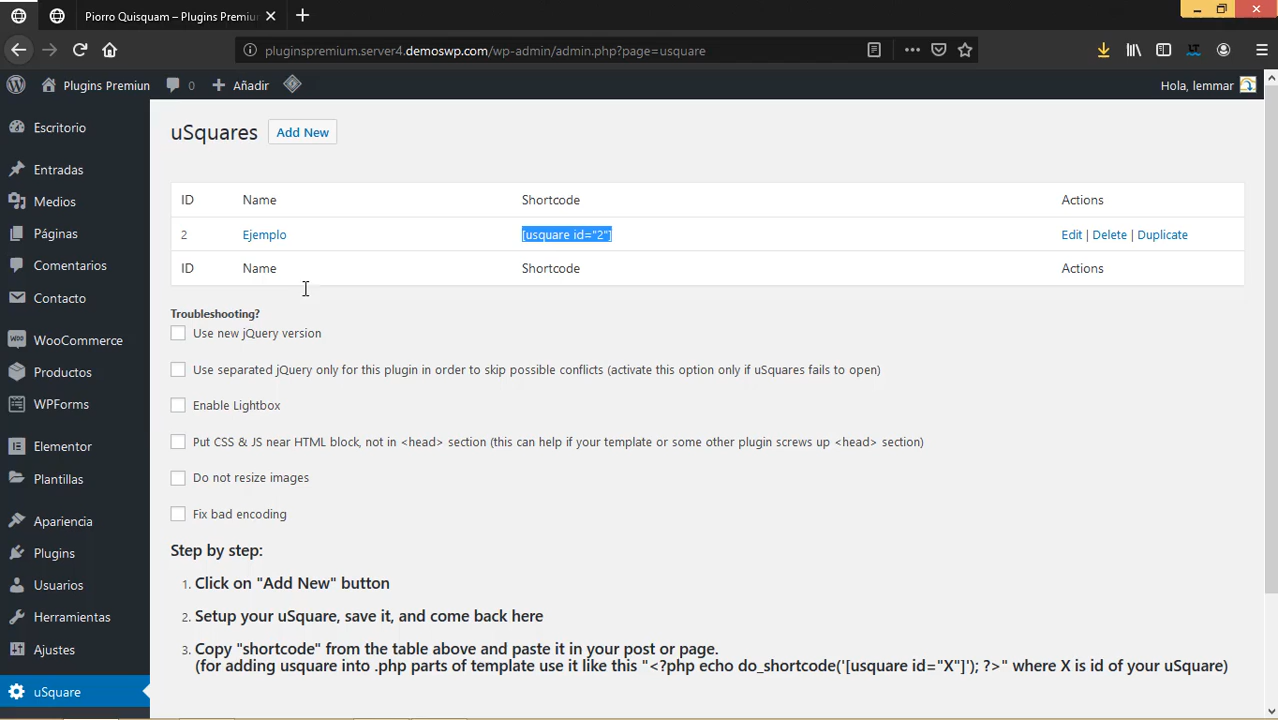 Piorro Quisquam – Plugins Premiu
pluginspremium.server4.demoswp.com/wp-admin/admin.php?page=usquare
Plugins Premiun 0 Añadir Hola, lemmar
Escritorio
Entradas
Medios
Páginas
Comentarios
Contacto
WooCommerce
Productos
WPForms
Elementor
Plantillas
Apariencia
Plugins
Usuarios
Herramientas
Ajustes
uSquare
uSquares Add New
ID Name Shortcode Actions
2 Ejemplo [usquare id="2"] Edit | Delete | Duplicate
ID Name Shortcode Actions
Troubleshooting?
Use new jQuery version
Use separated jQuery only for this plugin in order to skip possible conflicts (activate this option only if uSquares fails to open)
Enable Lightbox
Put CSS & JS near HTML block, not in <head> section (this can help if your template or some other plugin screws up <head> section)
Do not resize images
Fix bad encoding
Step by step:
1. Click on "Add New" button
2. Setup your uSquare, save it, and come back here
3. Copy "shortcode" from the table above and paste it in your post or page.
(for adding usquare into .php parts of template use it like this "<?php echo do_shortcode('[usquare id="X"]'); ?>" where X is id of your uSquare)